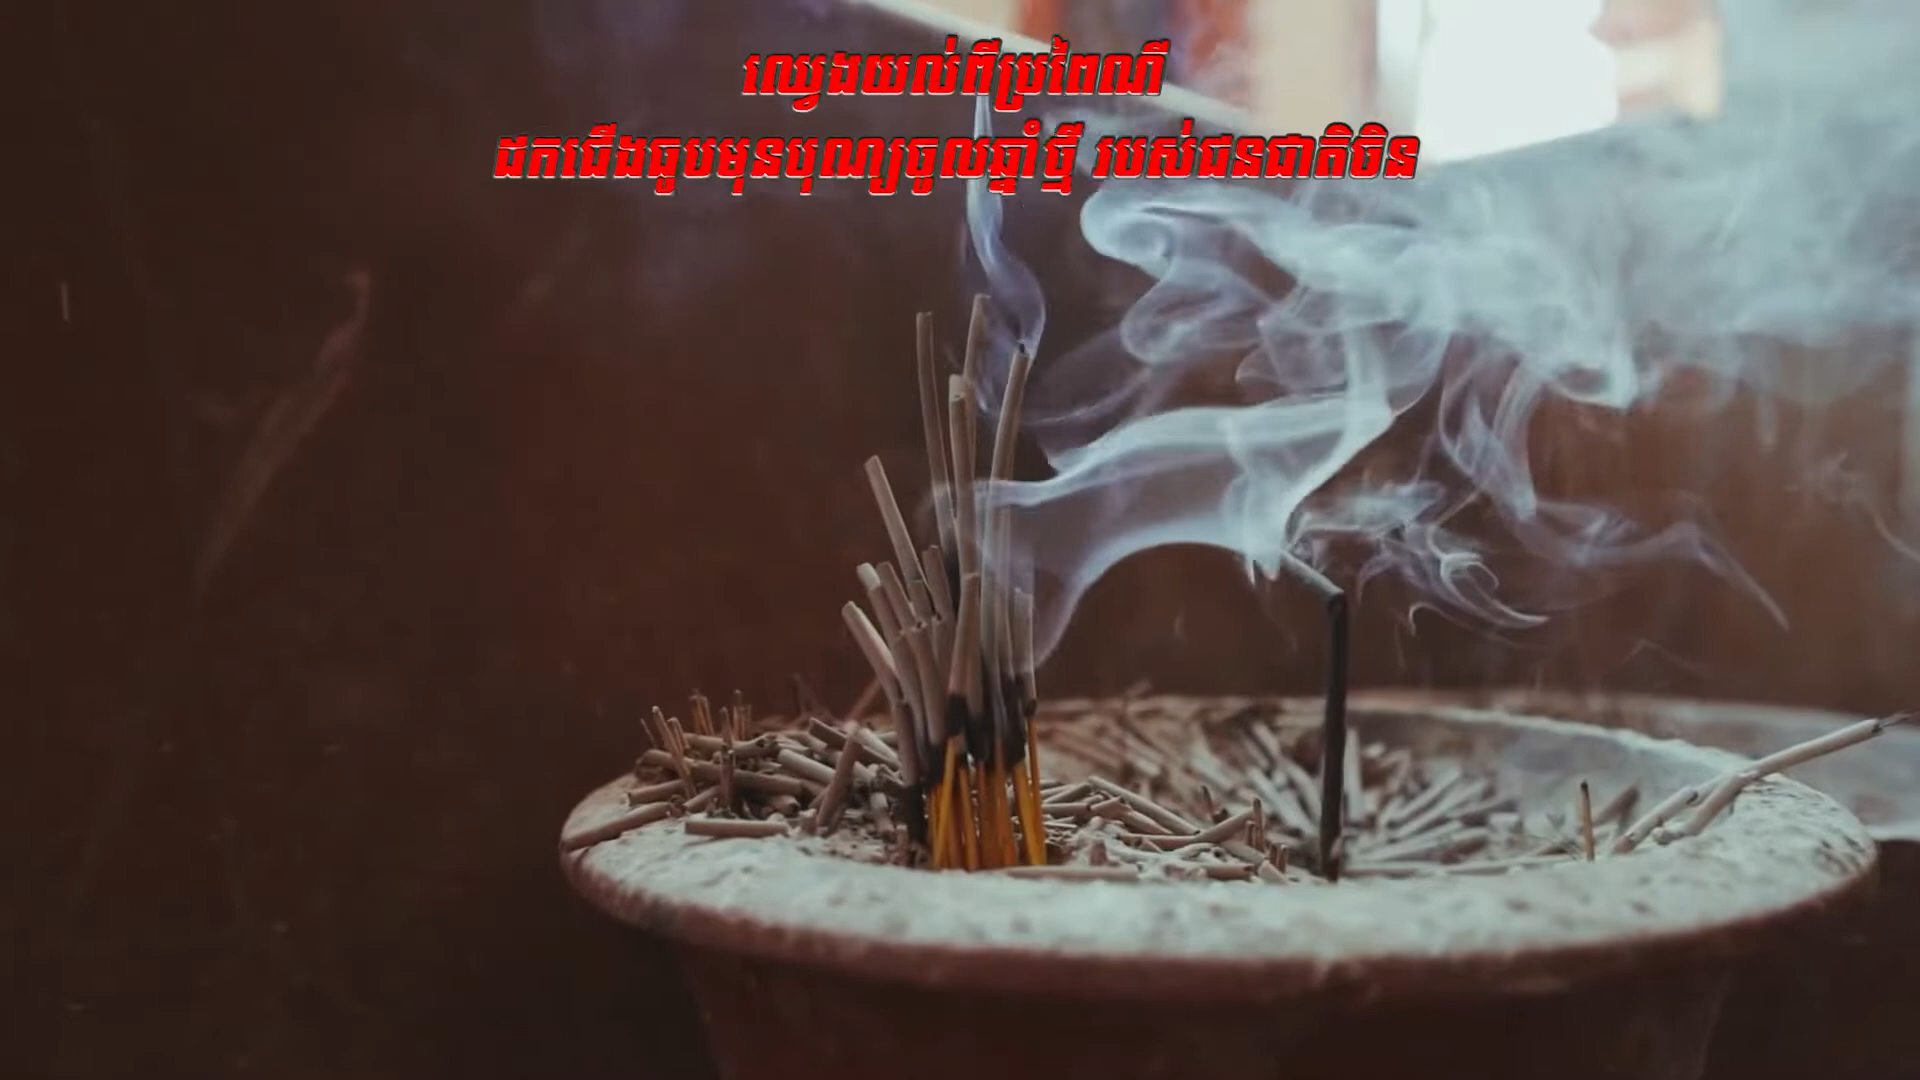 ឈ្វេងយល់ពីប្រពៃណី
ដកជើងធូបមុនបុណ្យចូលឆ្នាំថ្មី របស់ជនជាតិចិន